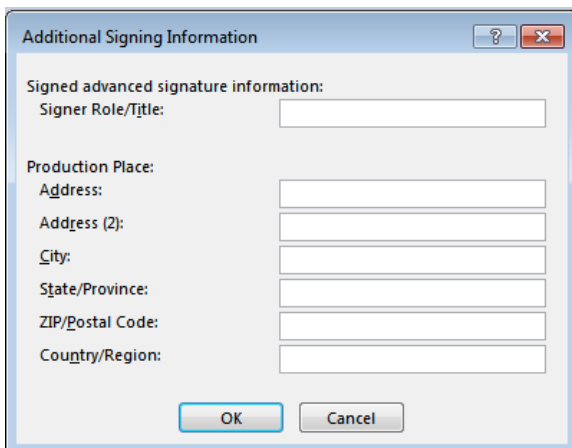 Additional Signing Information
Signed advanced signature information:
Signer Role/Title:
Production Place:
Address:
Address (2):
City:
State/Province:
ZIP/Postal Code:
Country/Region:
OK Cancel